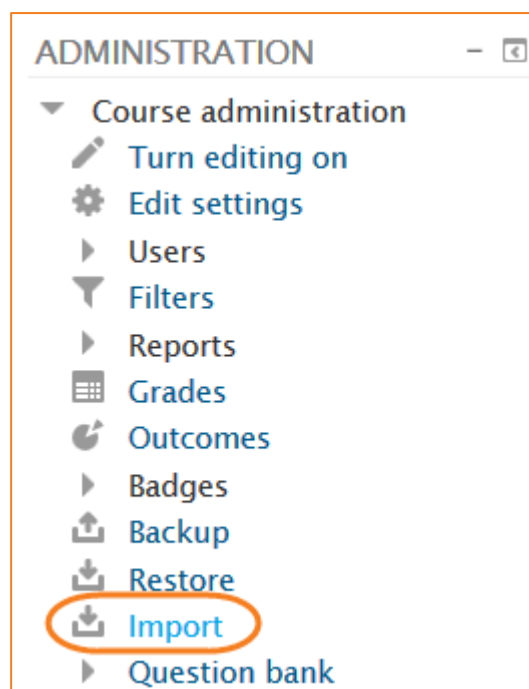 ADMINISTRATION
Course administration
Turn editing on
Edit settings
Users
Filters
Reports
Grades
Outcomes
Badges
Backup
Restore
Import
Question bank